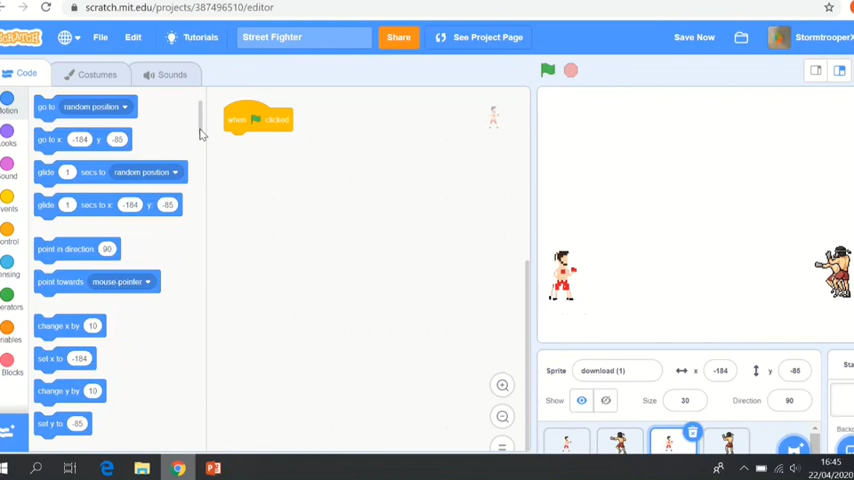 scratch.mit.edu/projects/387496510/editor
SCRATCH File Edit Tutorials Street Fighter Share See Project Page Save Now StormtrooperX
Code Costumes Sounds
Motion
Looks
Sound
vents
ontrol
ensing
erators
riables
Blocks
go to random position
go to x: -184 y: -85
glide 1 secs to random position
glide 1 secs to x: -184 y: -85
point in direction 90
point towards mouse-pointer
change x by 10
set x to -184
change y by 10
set y to -85
when clicked
Sprite download (1) x -184 y -85
Show Size 30 Direction 90
Sta
Backg
16:45
22/04/2020